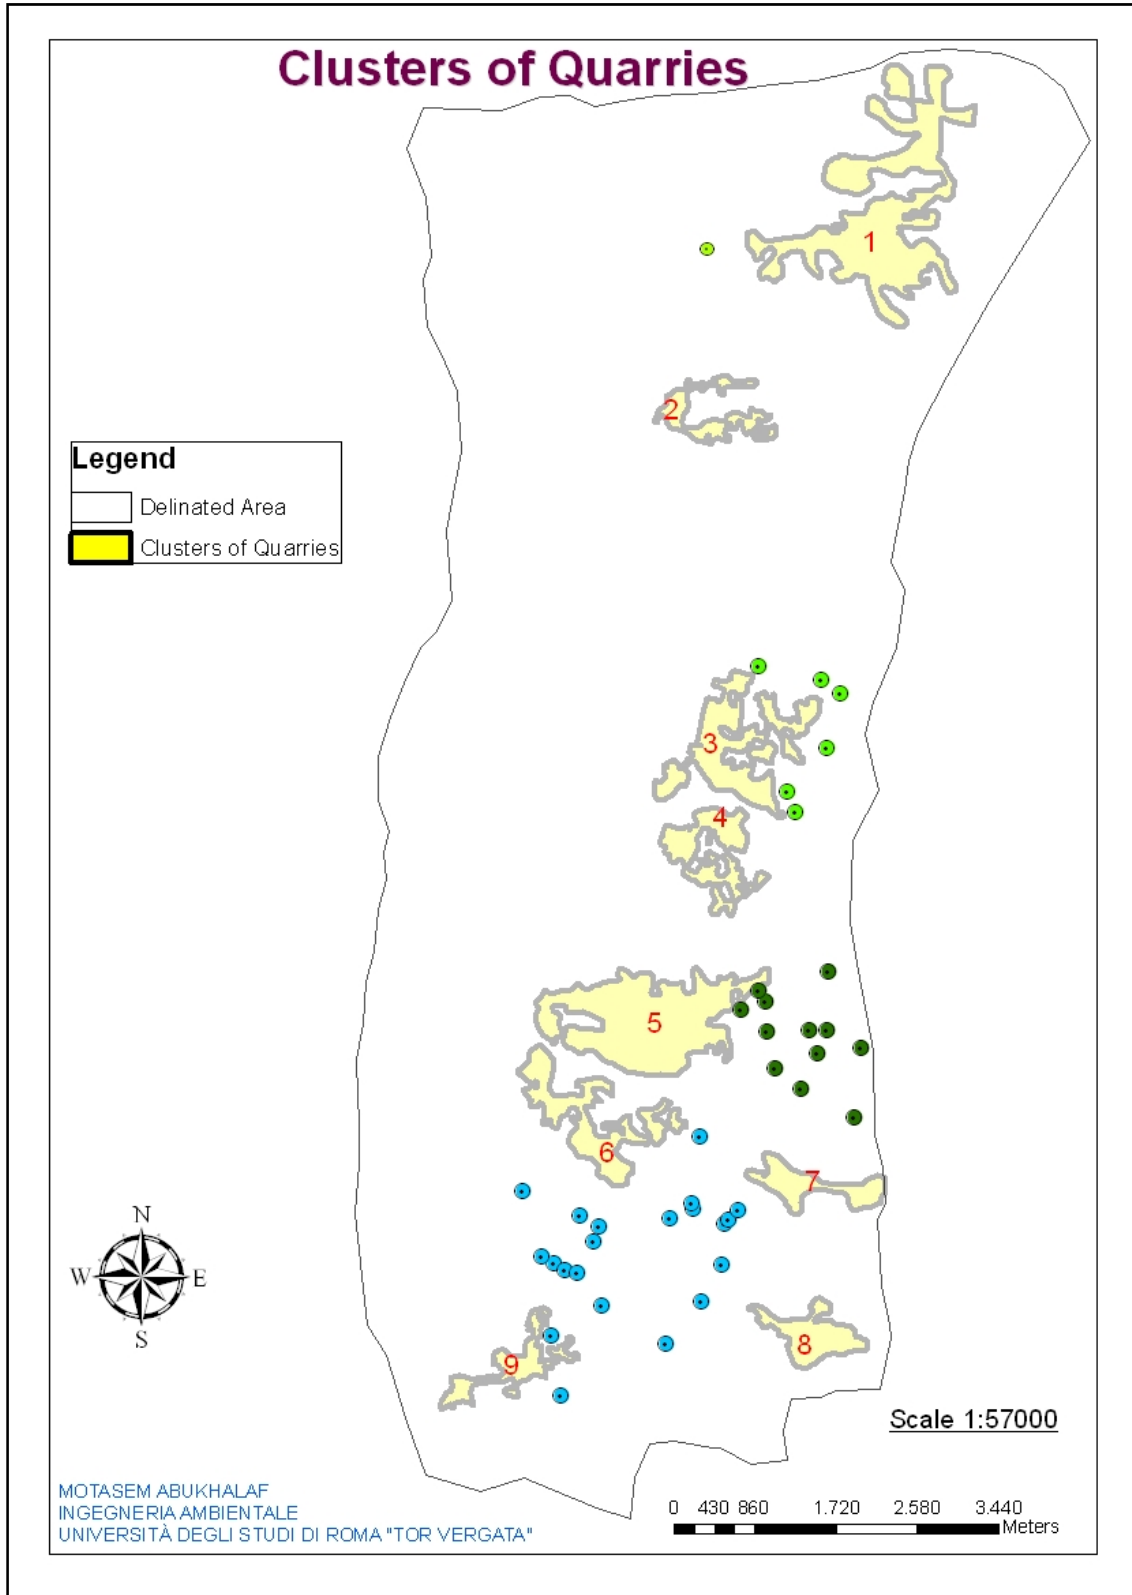 Clusters of Quarries
1
2
Legend
Delinated Area
Clusters of Quarries
3
4
5
6
7
N
W E
S
8
9
Scale 1:57000
MOTASEM ABUKHALAF
INGEGNERIA AMBIENTALE
UNIVERSITÀ DEGLI STUDI DI ROMA "TOR VERGATA"
0 430 860 1.720 2.580 3.440
Meters